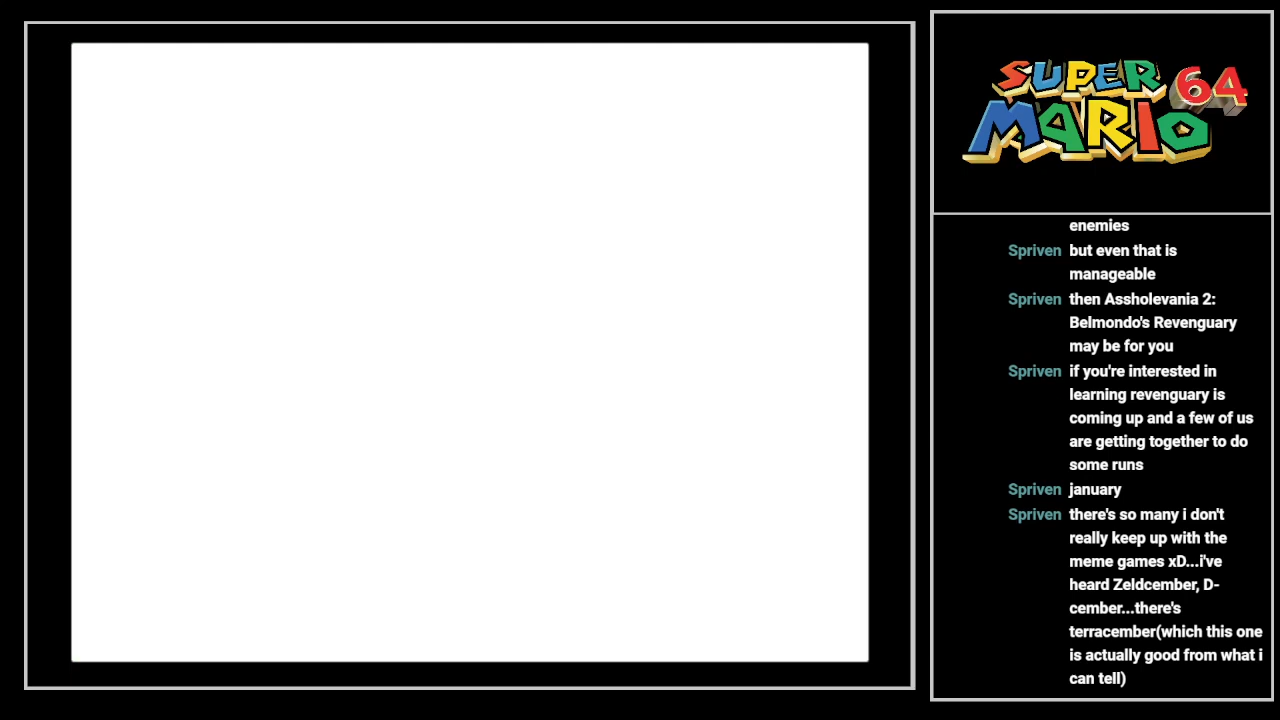 SUPER
MARIO 64
enemies
Spriven but even that is
manageable
Spriven then Assholevania 2:
Belmondo's Revenguary
may be for you
Spriven if you're interested in
learning revenguary is
coming up and a few of us
are getting together to do
some runs
Spriven january
Spriven there's so many i don't
really keep up with the
meme games xD...i've
heard Zeldcember, D-
cember...there's
terracember(which this one
is actually good from what i
can tell)